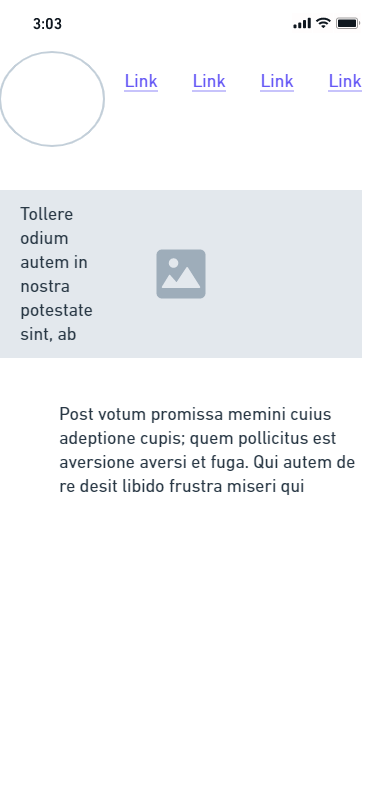 3:03
Link Link Link Link
Tollere
odium
autem in
nostra
potestate
sint, ab
Post votum promissa memini cuius
adeptione cupis; quem pollicitus est
aversione aversi et fuga. Qui autem de
re desit libido frustra miseri qui